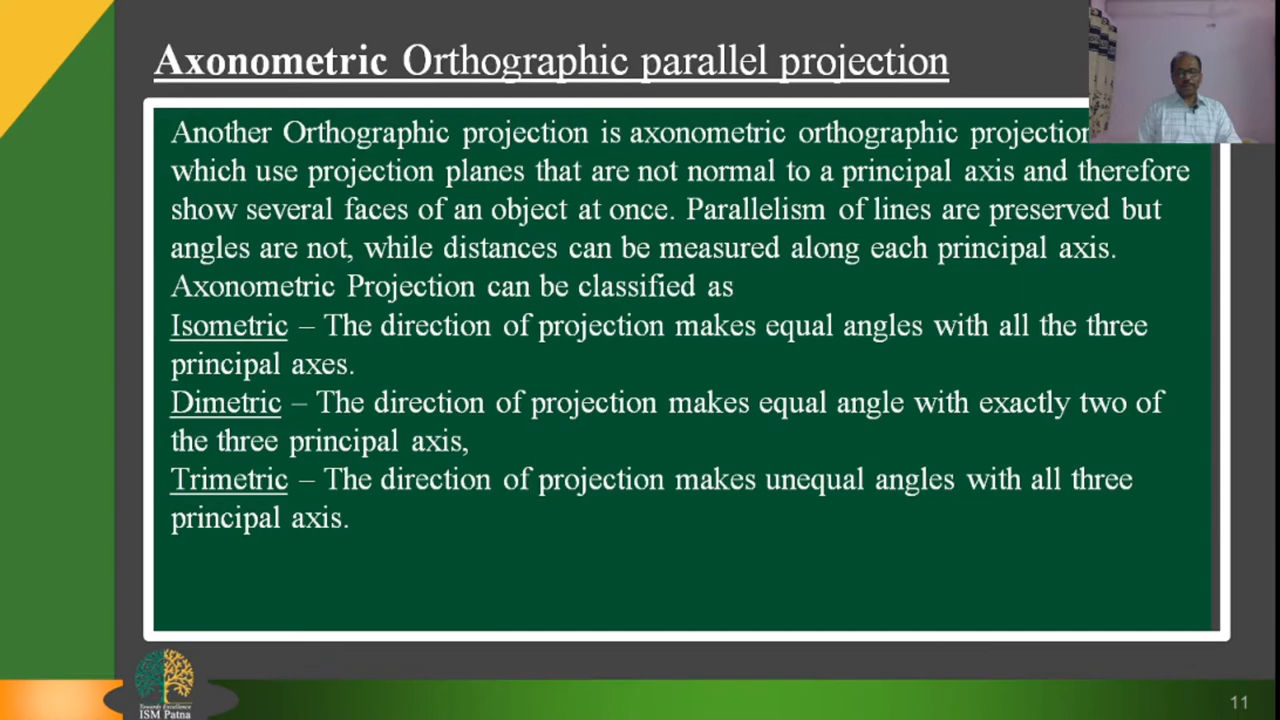 Axonometric Orthographic parallel projection
Another Orthographic projection is axonometric orthographic projection
which use projection planes that are not normal to a principal axis and therefore
show several faces of an object at once. Parallelism of lines are preserved but
angles are not, while distances can be measured along each principal axis.
Axonometric Projection can be classified as
Isometric – The direction of projection makes equal angles with all the three
principal axes.
Dimetric – The direction of projection makes equal angle with exactly two of
the three principal axis,
Trimetric – The direction of projection makes unequal angles with all three
principal axis.
Towards Excellence
ISM Patna
11